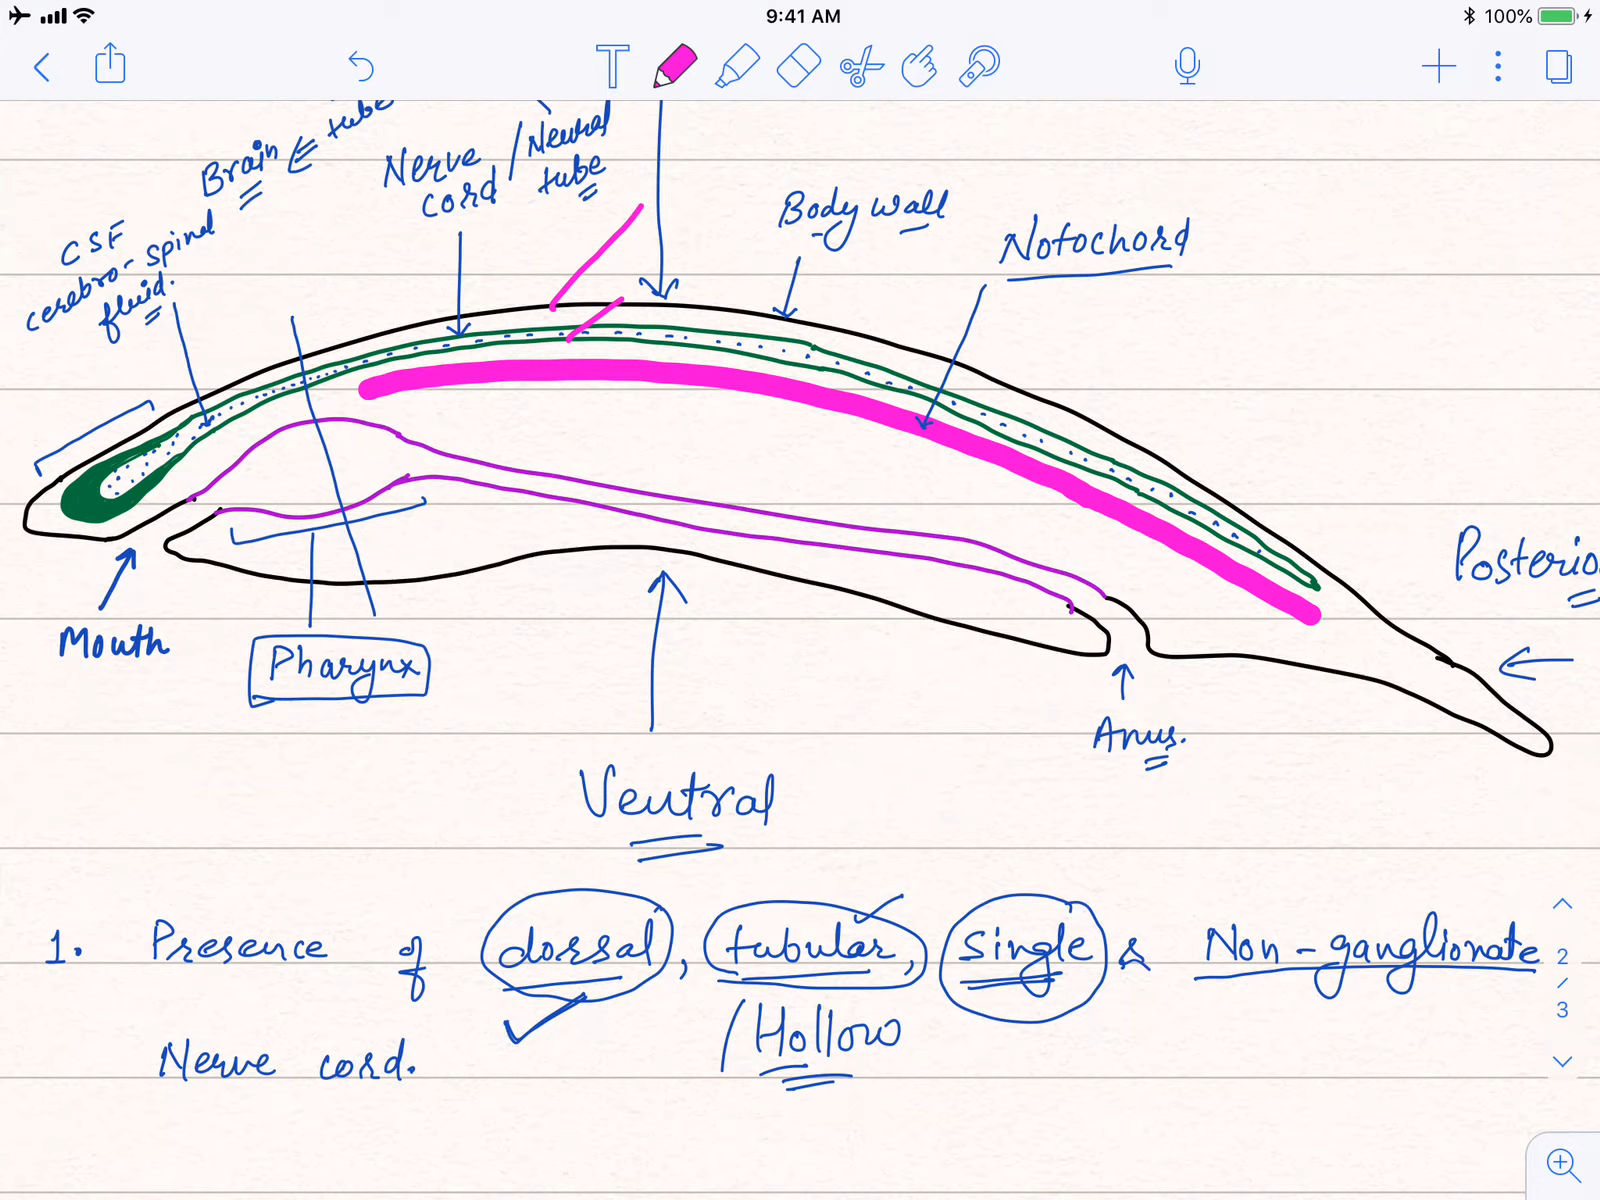 9:41 AM
100%
T
tube
Brain
Nerve / Neural
cord tube
CSF
cerebro-spinal
fluid.
Body wall
Notochord
Posterio
Mouth
Pharynx
Anus.
Ventral
1. Presence of dorsal, tubular, single & Non-ganglionate
/Hollow
Nerve cord.
2
/
3